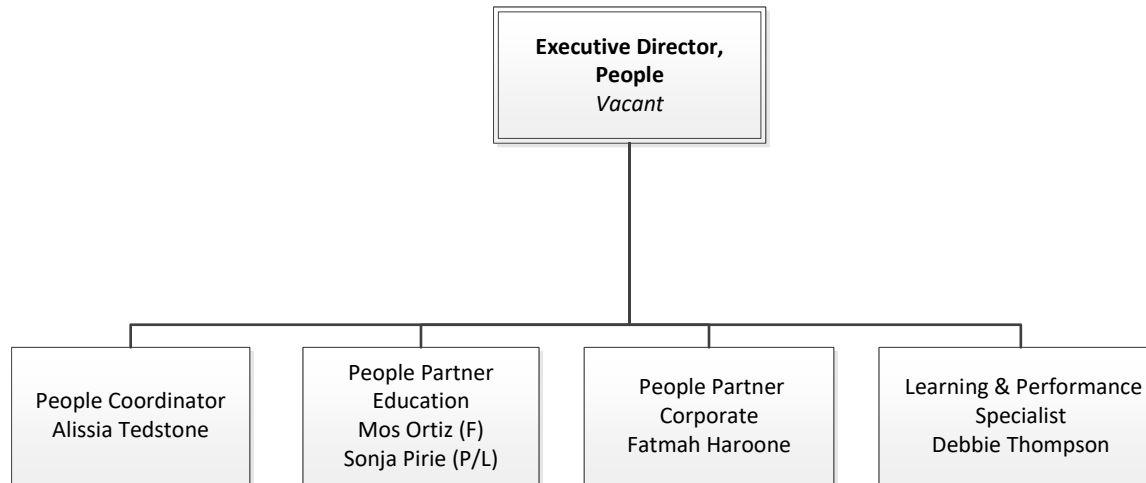 Executive Director,
People
Vacant
People Coordinator
Alissia Tedstone
People Partner
Education
Mos Ortiz (F)
Sonja Pirie (P/L)
People Partner
Corporate
Fatmah Haroone
Learning & Performance
Specialist
Debbie Thompson